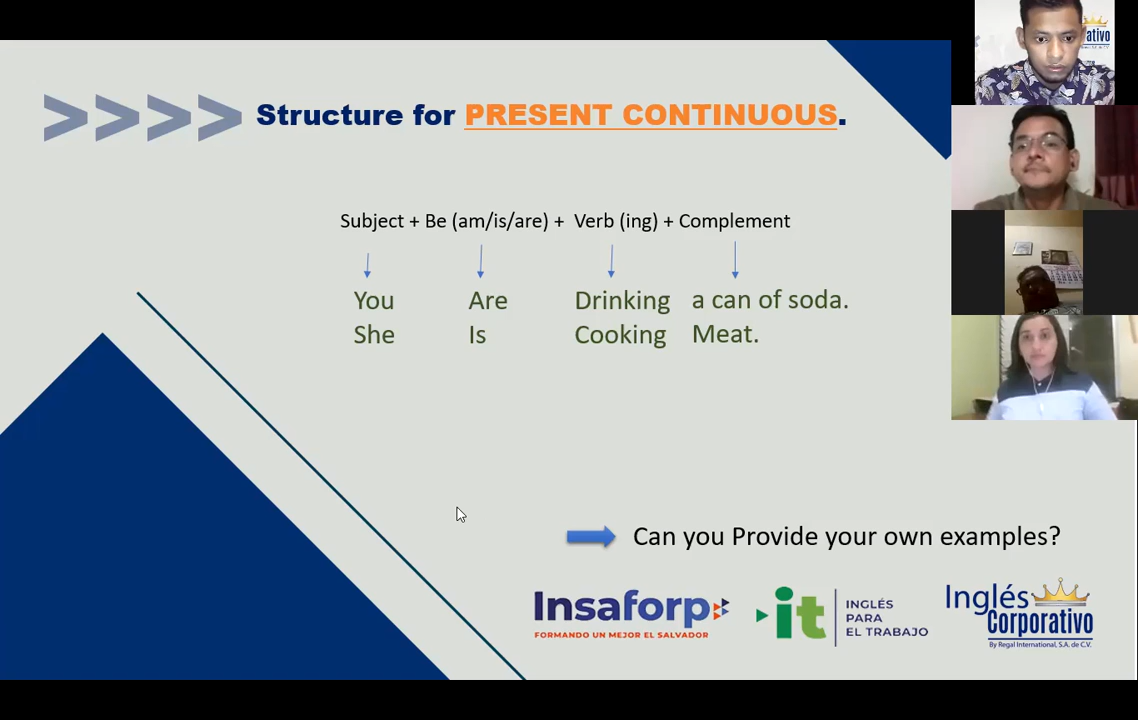 >>>> Structure for PRESENT CONTINUOUS.
Subject + Be (am/is/are) + Verb (ing) + Complement
You Are Drinking a can of soda.
She Is Cooking Meat.
Can you Provide your own examples?
Insaforp
FORMANDO UN MEJOR EL SALVADOR
it
INGLÉS
PARA
EL TRABAJO
Inglés
Corporativo
By Regal International, S.A. de C.V.
ativo